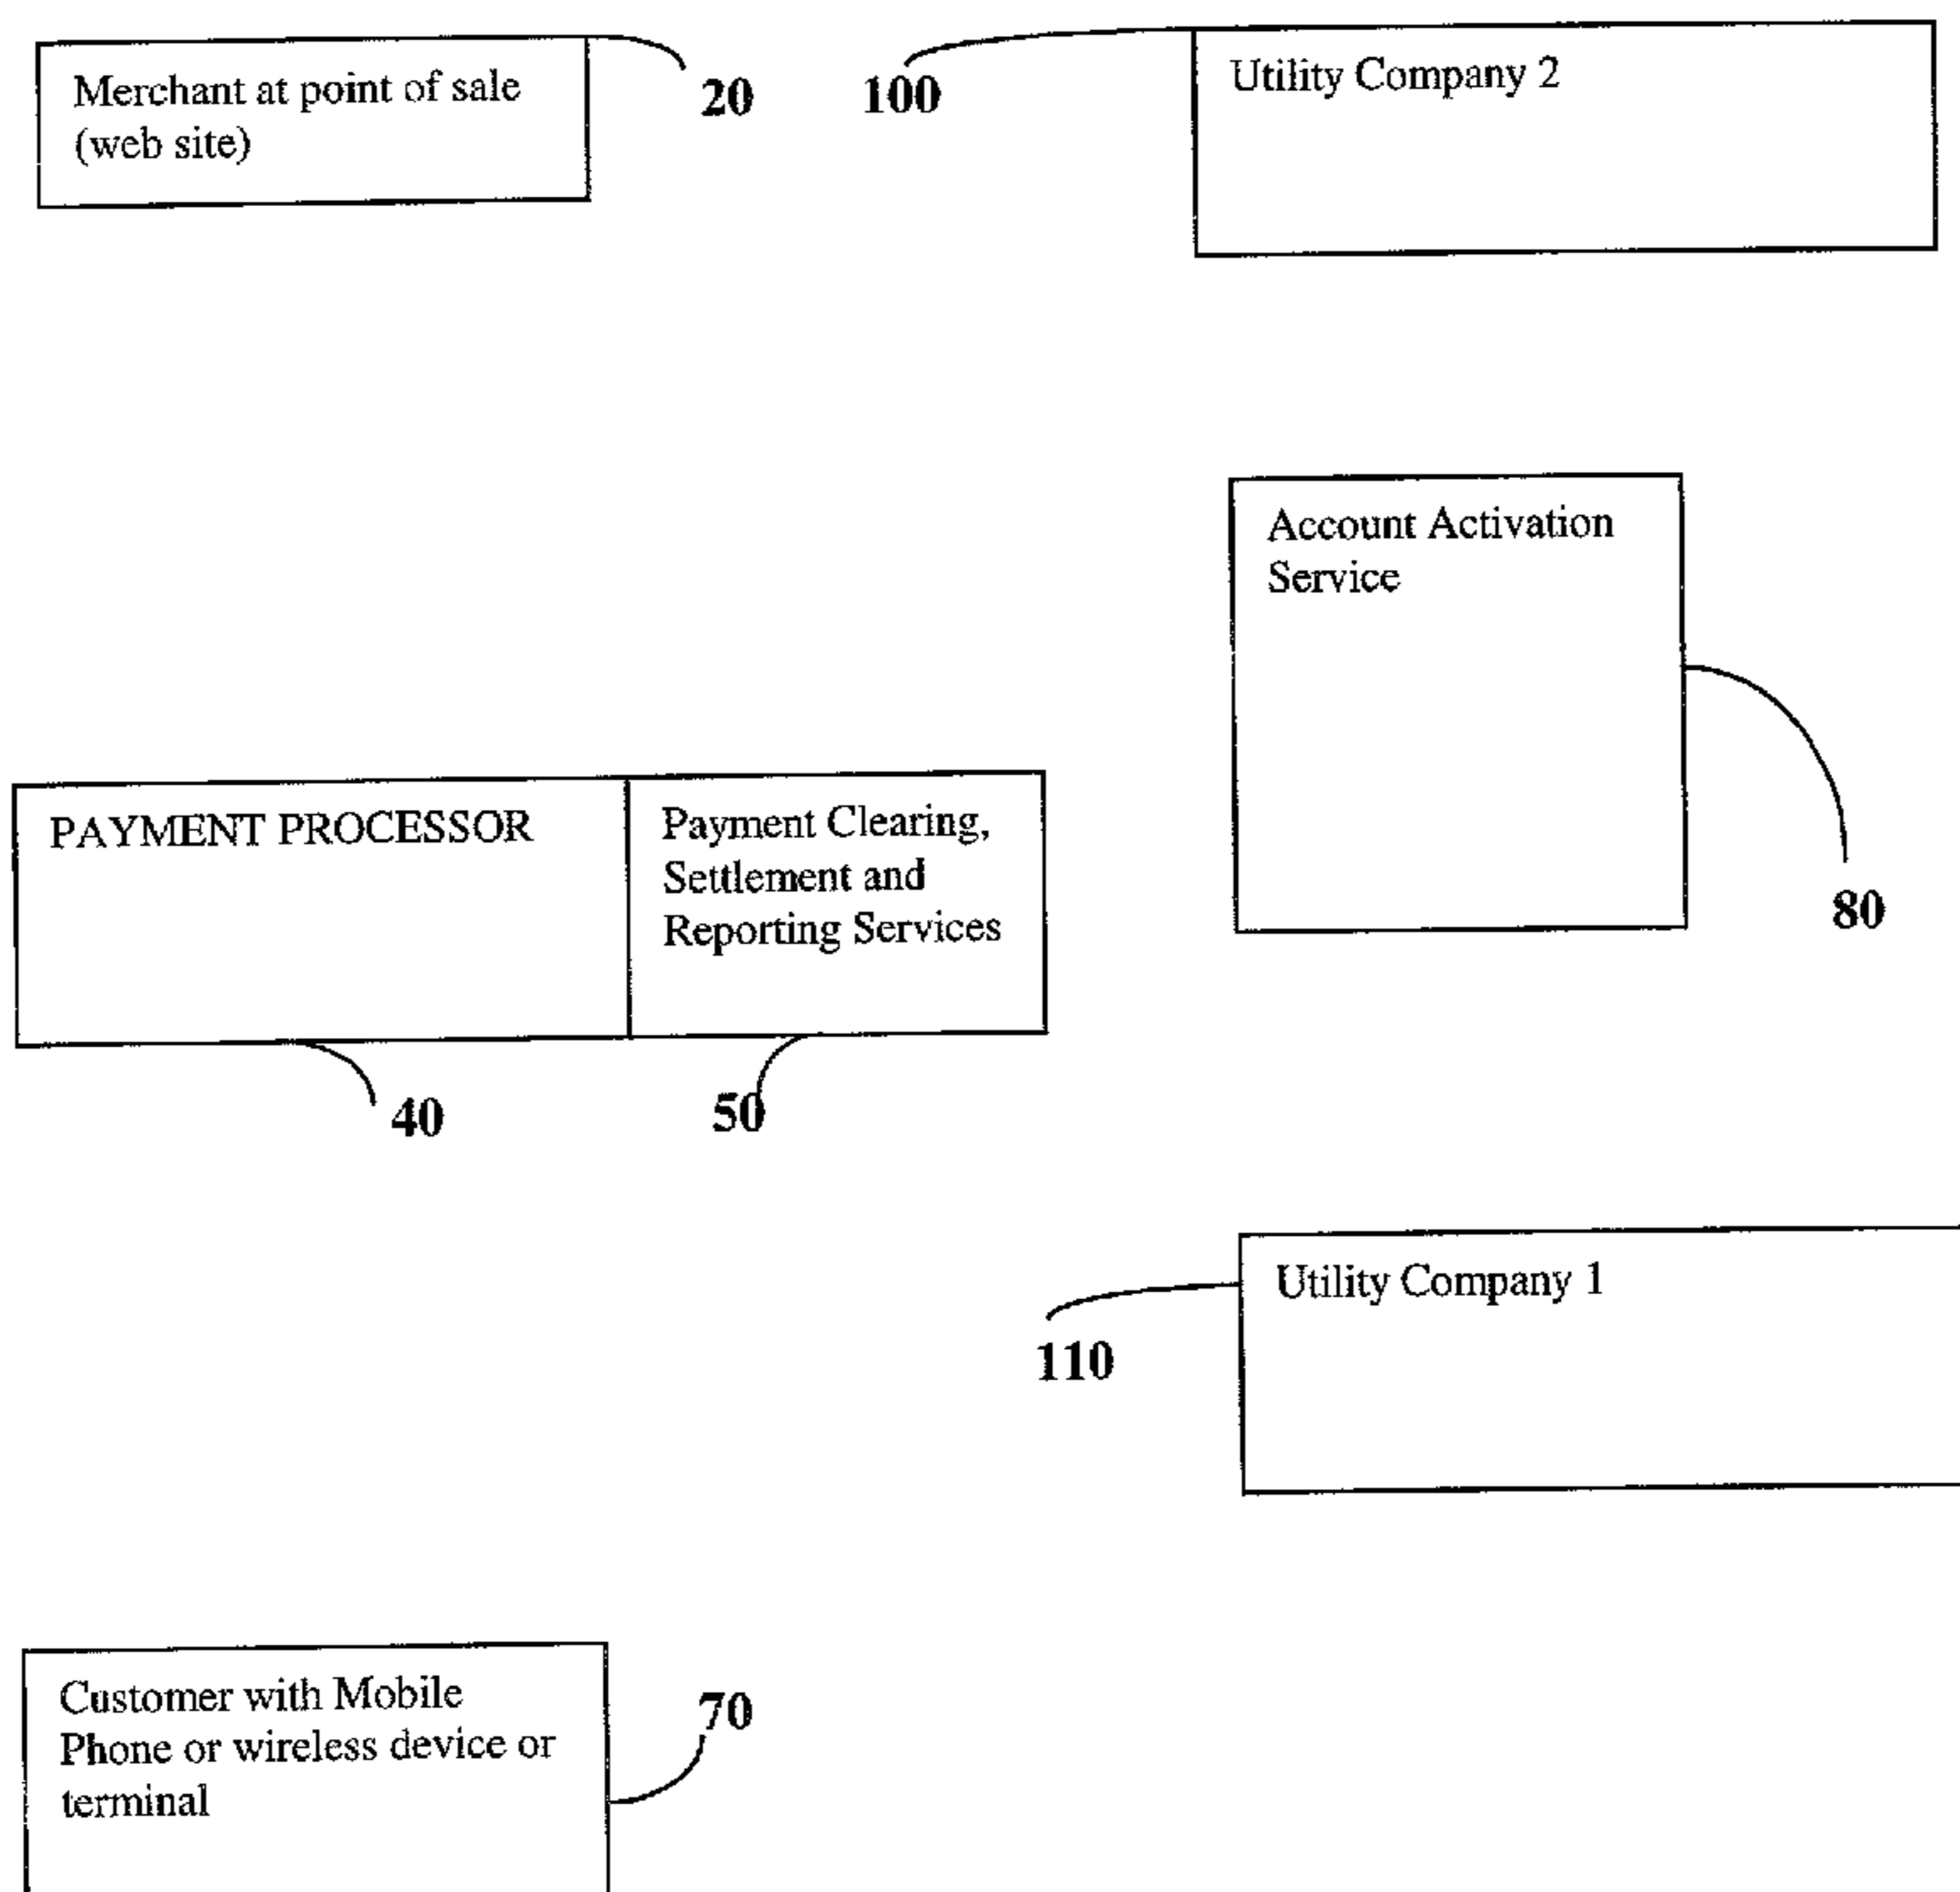 Merchant at point of sale
(web site)
20
100
Utility Company 2
Account Activation
Service
80
PAYMENT PROCESSOR
Payment Clearing,
Settlement and
Reporting Services
40
50
Utility Company 1
110
Customer with Mobile
Phone or wireless device or
terminal
70